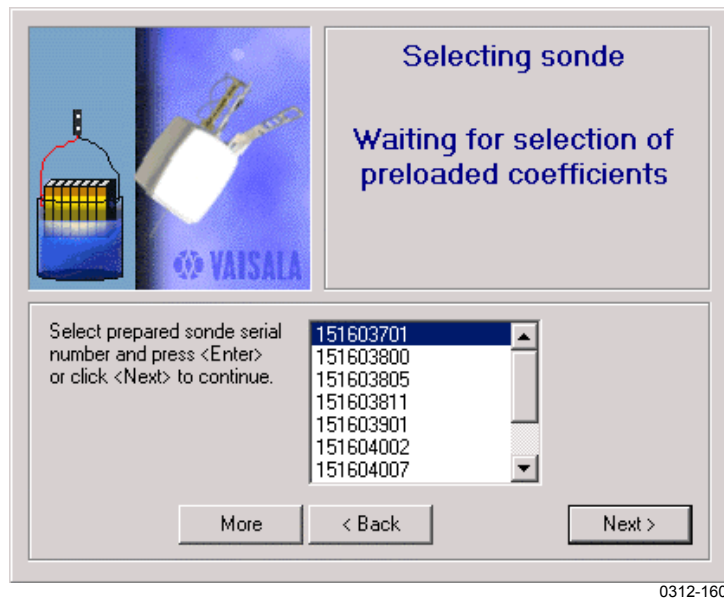 Selecting sonde
Waiting for selection of
preloaded coefficients
VAISALA
Select prepared sonde serial
number and press <Enter>
or click <Next> to continue.
151603701
151603800
151603805
151603811
151603901
151604002
151604007
More
< Back
Next >
0312-160